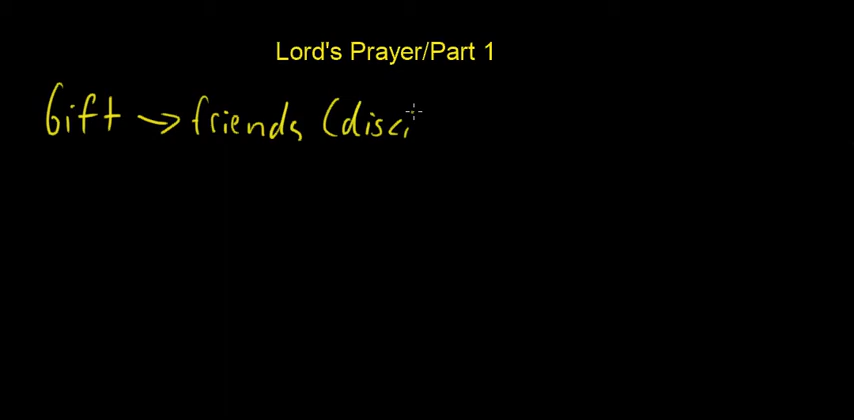 Lord's Prayer/Part 1
Gift → friends (disci